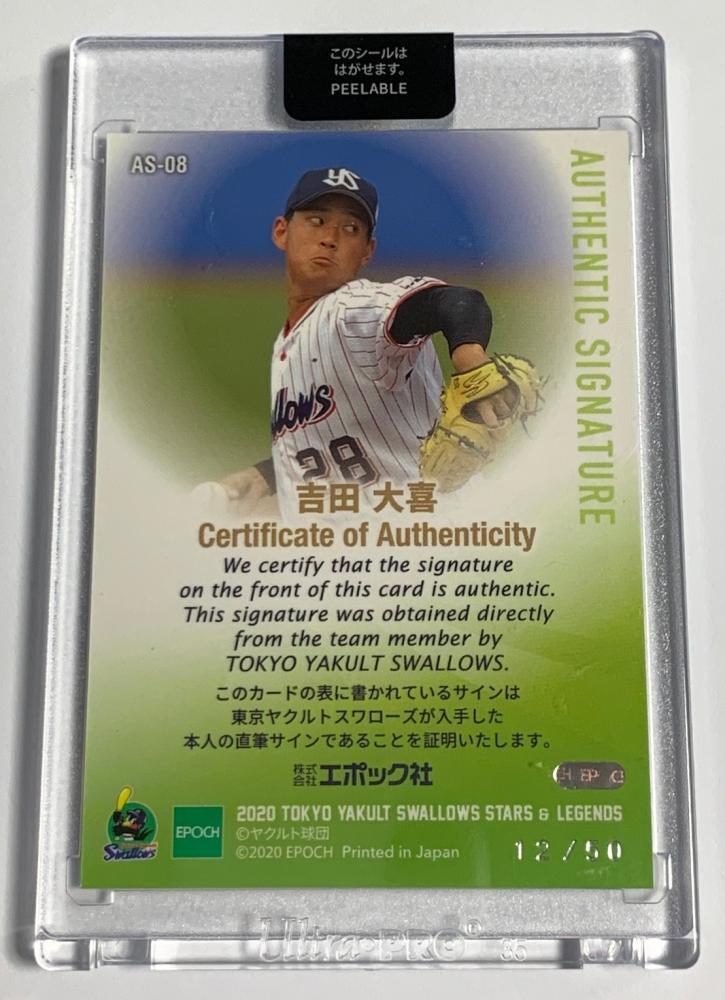 このシールは
はがせます。
PEELABLE
AS-08
AUTHENTIC SIGNATURE
YS
llows
28
吉田 大喜
Certificate of Authenticity
We certify that the signature
on the front of this card is authentic.
This signature was obtained directly
from the team member by
TOKYO YAKULT SWALLOWS.
このカードの表に書かれているサインは
東京ヤクルトスワローズが入手した
本人の直筆サインであることを証明いたします。
株式会社エポック社
Swallows
EPOCH
2020 TOKYO YAKULT SWALLOWS STARS & LEGENDS
©ヤクルト球団
©2020 EPOCH Printed in Japan
12/50
Ultra·PRO® 35